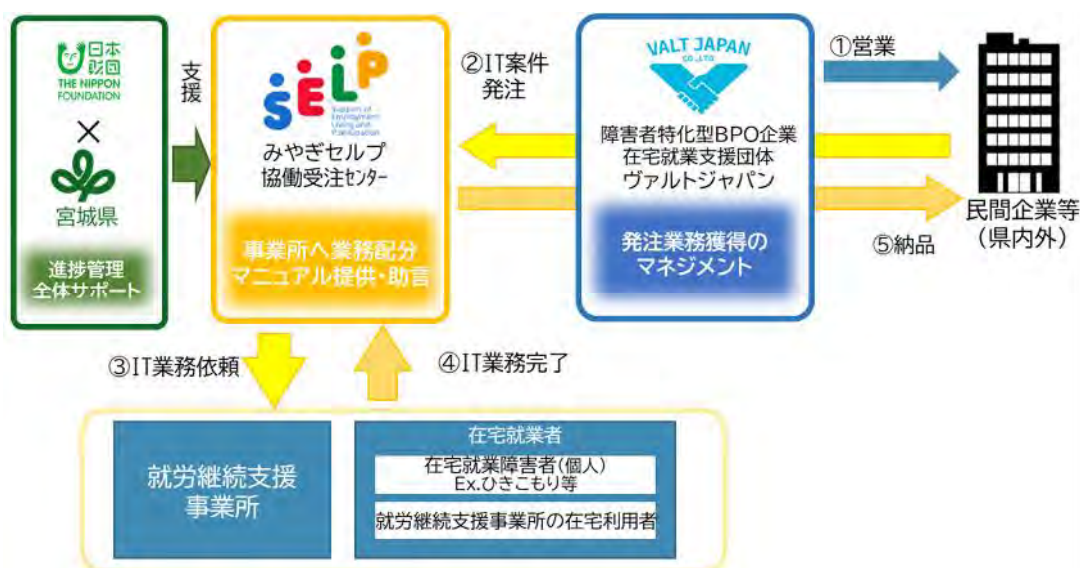 日本
財団
THE NIPPON
FOUNDATION
×
宮城県
進捗管理
全体サポート
支援
SELP
Support of
Employment,
Living and
Participation
みやぎセルプ
協働受注センター
事業所へ業務配分
マニュアル提供・助言
②IT案件
発注
VALT JAPAN
CO.,LTD.
障害者特化型BPO企業
在宅就業支援団体
ヴァルトジャパン
発注業務獲得の
マネジメント
①営業
民間企業等
(県内外)
⑤納品
③IT業務依頼
④IT業務完了
就労継続支援
事業所
在宅就業者
在宅就業障害者(個人)
Ex.ひきこもり等
就労継続支援事業所の在宅利用者